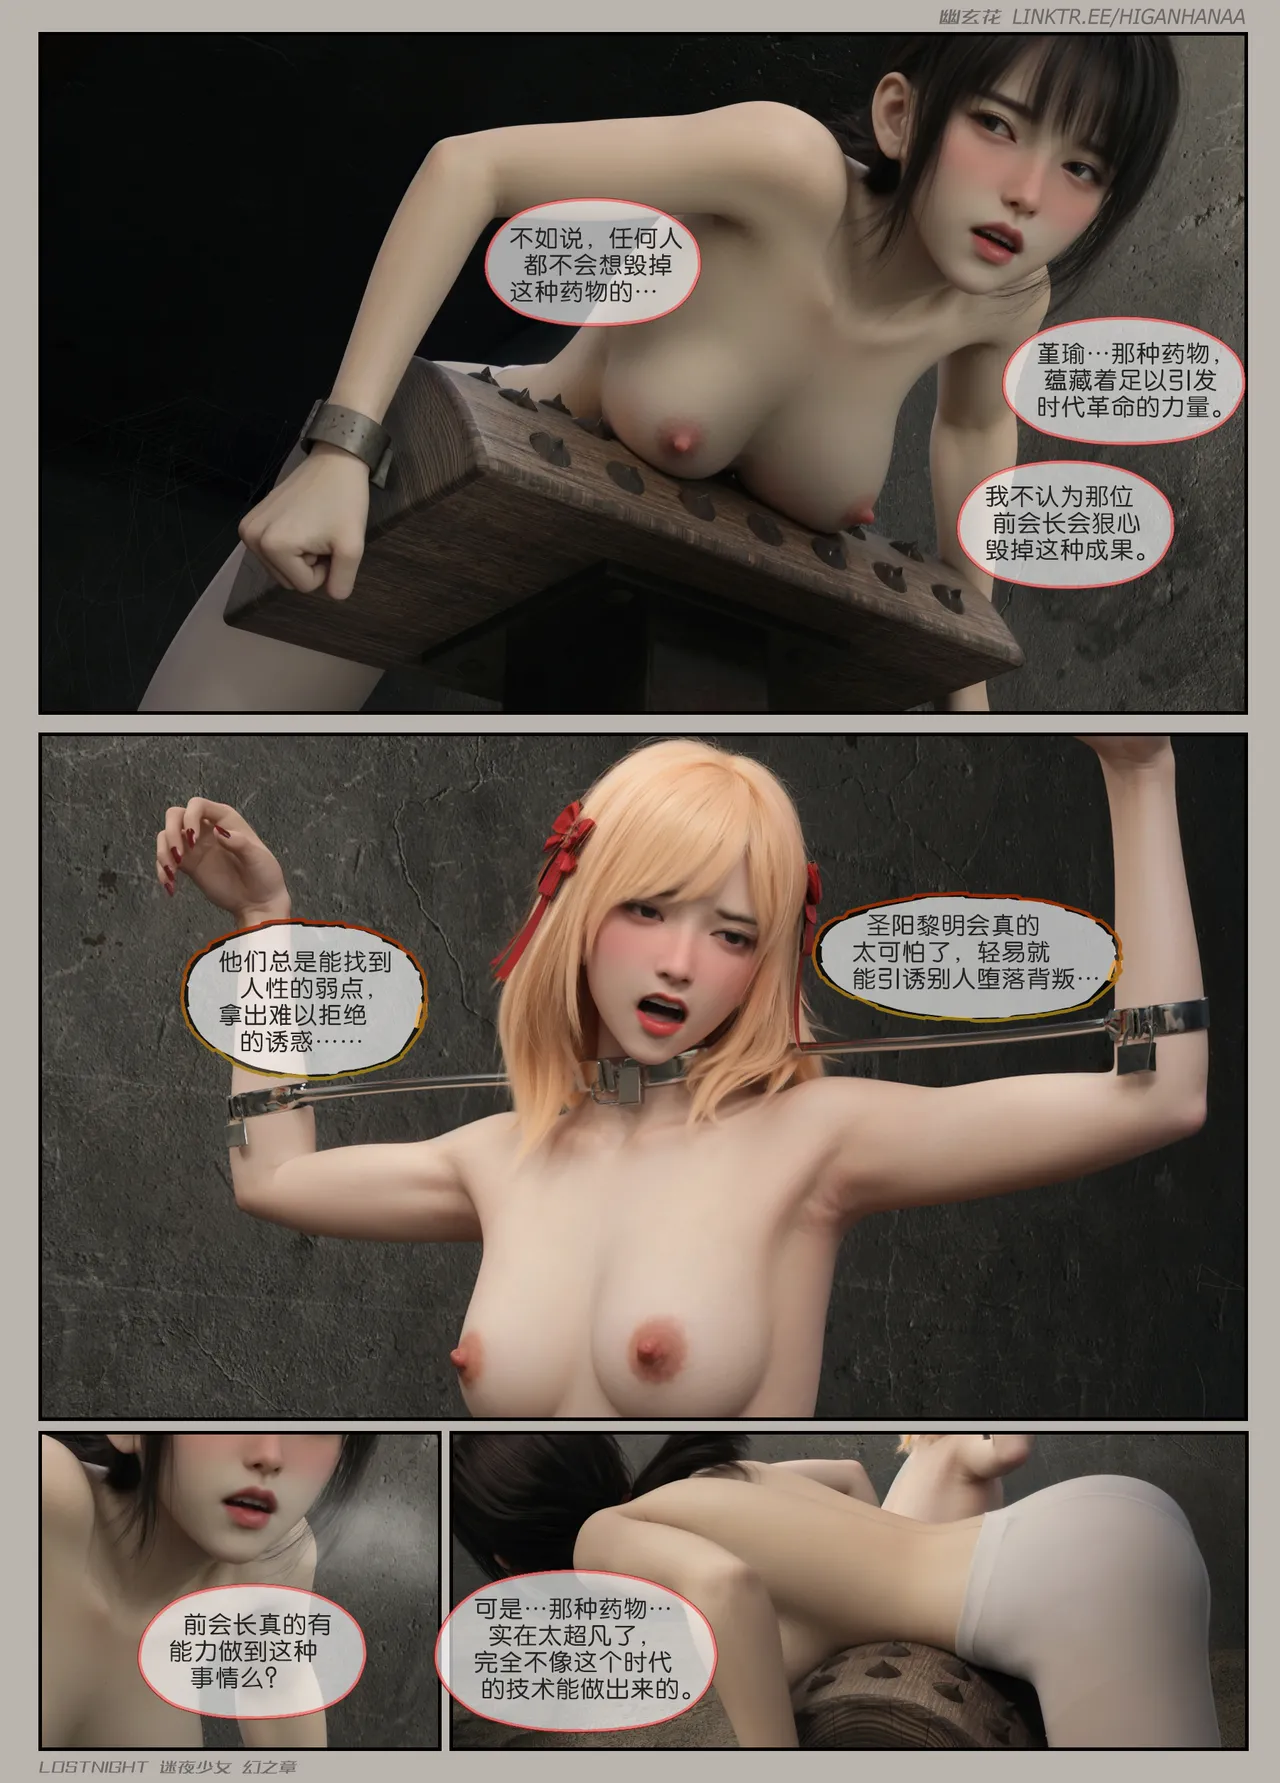 幽玄花 LINKTR.EE/HIGANHANAA
不如说，任何人
都不会想毁掉
这种药物的…
堇瑜…那种药物，
蕴藏着足以引发
时代革命的力量。
我不认为那位
前会长会狠心
毁掉这种成果。
他们总是能找到
人性的弱点，
拿出难以拒绝
的诱惑……
圣阳黎明会真的
太可怕了，轻易就
能引诱别人堕落背叛…
前会长真的有
能力做到这种
事情么？
可是…那种药物…
实在太超凡了，
完全不像这个时代
的技术能做出来的。
LOSTNIGHT 迷夜少女 幻之章